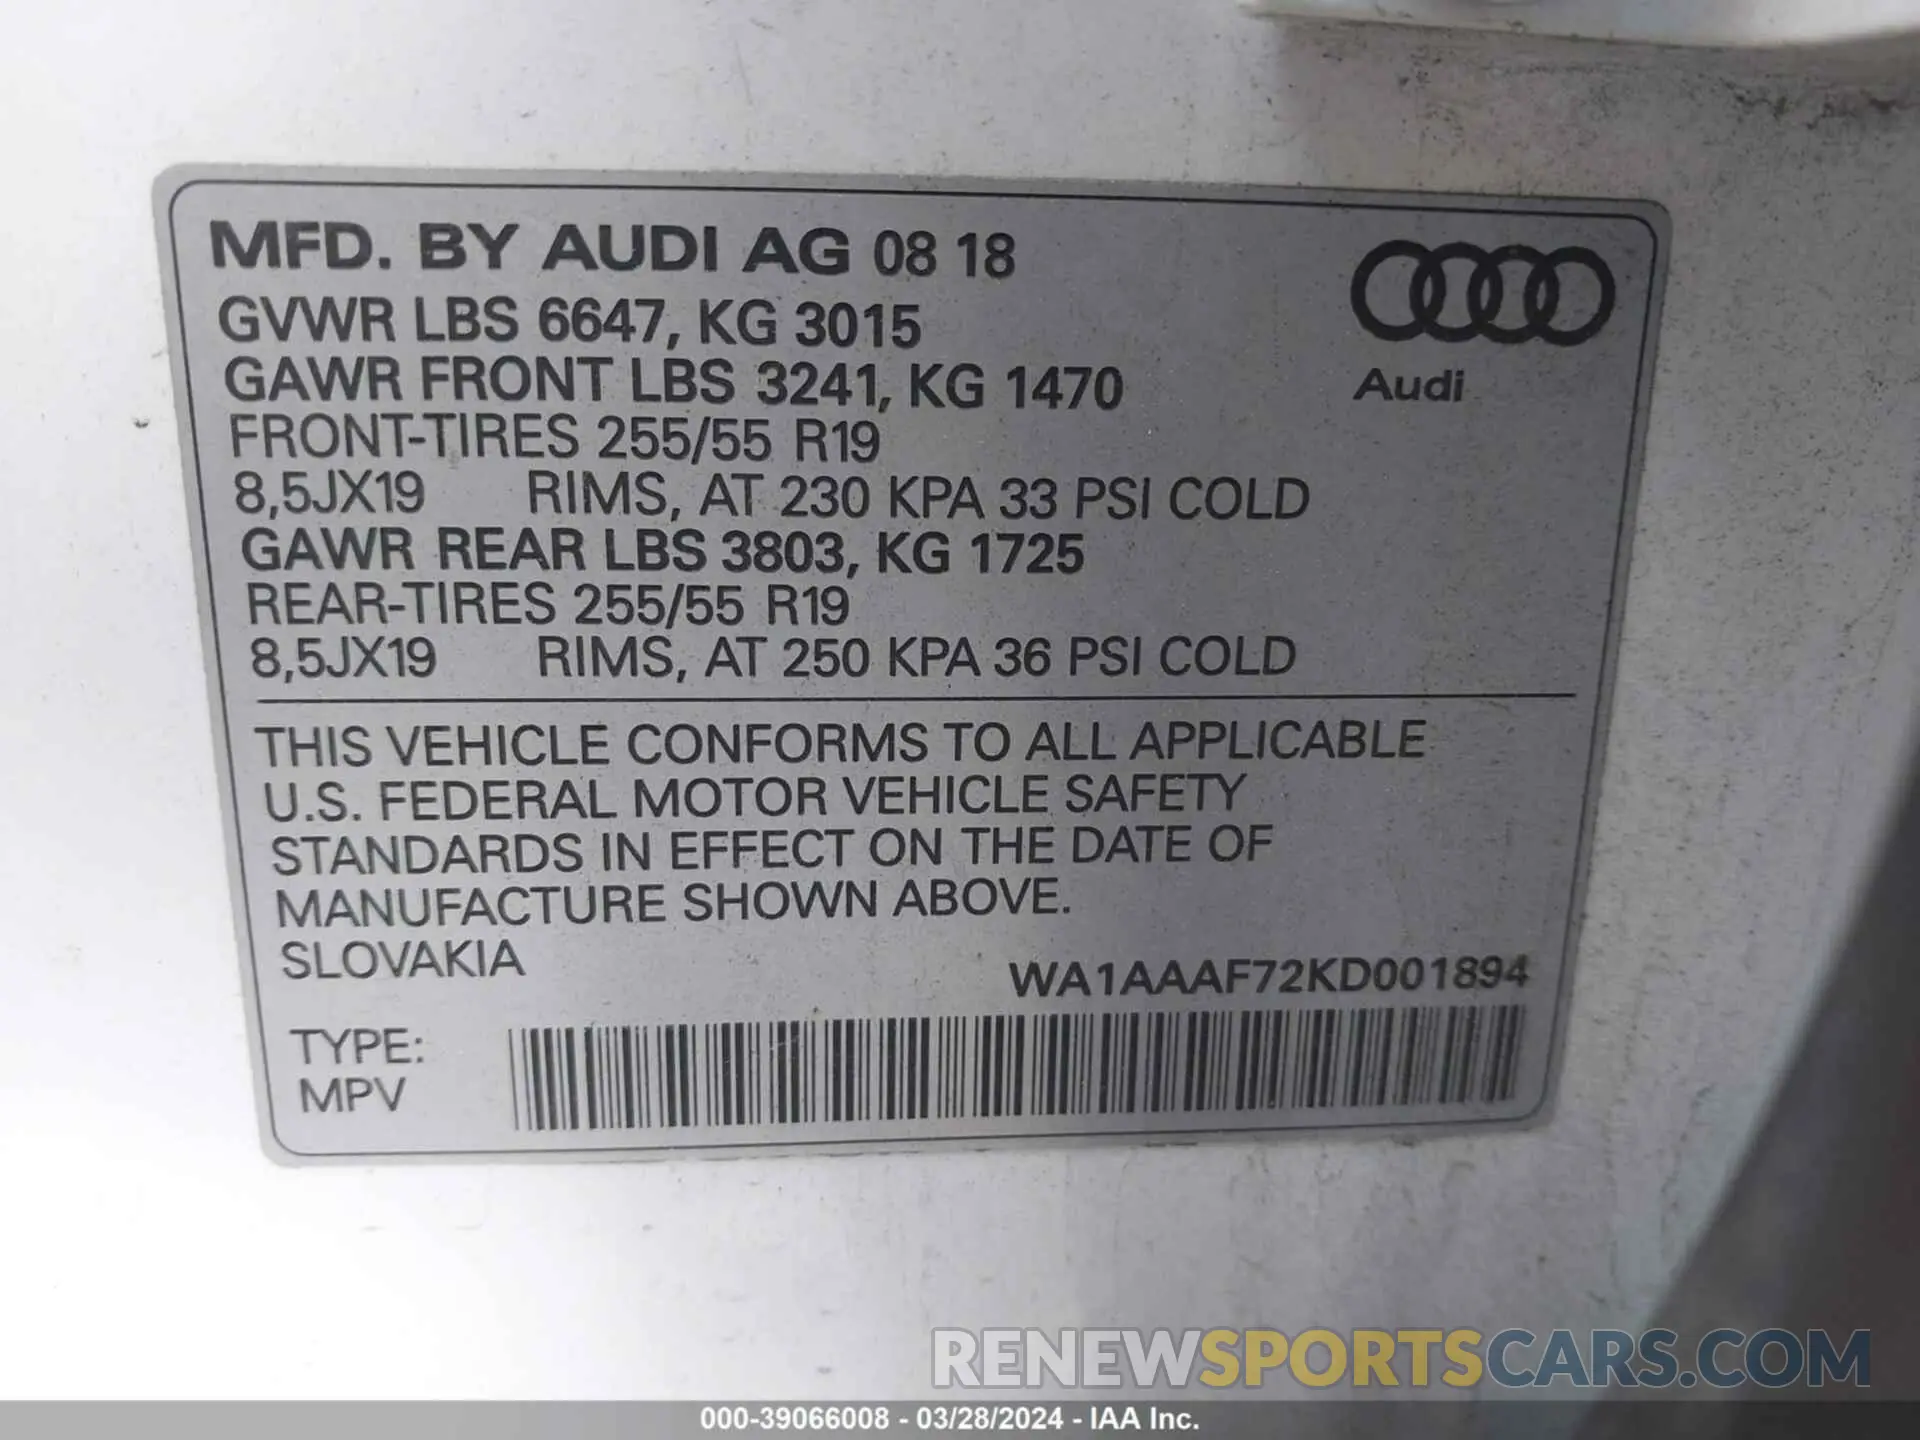 MFD. BY AUDI AG 08 18
GVWR LBS 6647, KG 3015
GAWR FRONT LBS 3241, KG 1470
FRONT-TIRES 255/55 R19
8,5JX19 RIMS, AT 230 KPA 33 PSI COLD
GAWR REAR LBS 3803, KG 1725
REAR-TIRES 255/55 R19
8,5JX19 RIMS, AT 250 KPA 36 PSI COLD
Audi
THIS VEHICLE CONFORMS TO ALL APPLICABLE
U.S. FEDERAL MOTOR VEHICLE SAFETY
STANDARDS IN EFFECT ON THE DATE OF
MANUFACTURE SHOWN ABOVE.
SLOVAKIA
WA1AAAF72KD001894
TYPE:
MPV
RENEWSPORTSCARS.COM
000-39066008 - 03/28/2024 - IAA Inc.